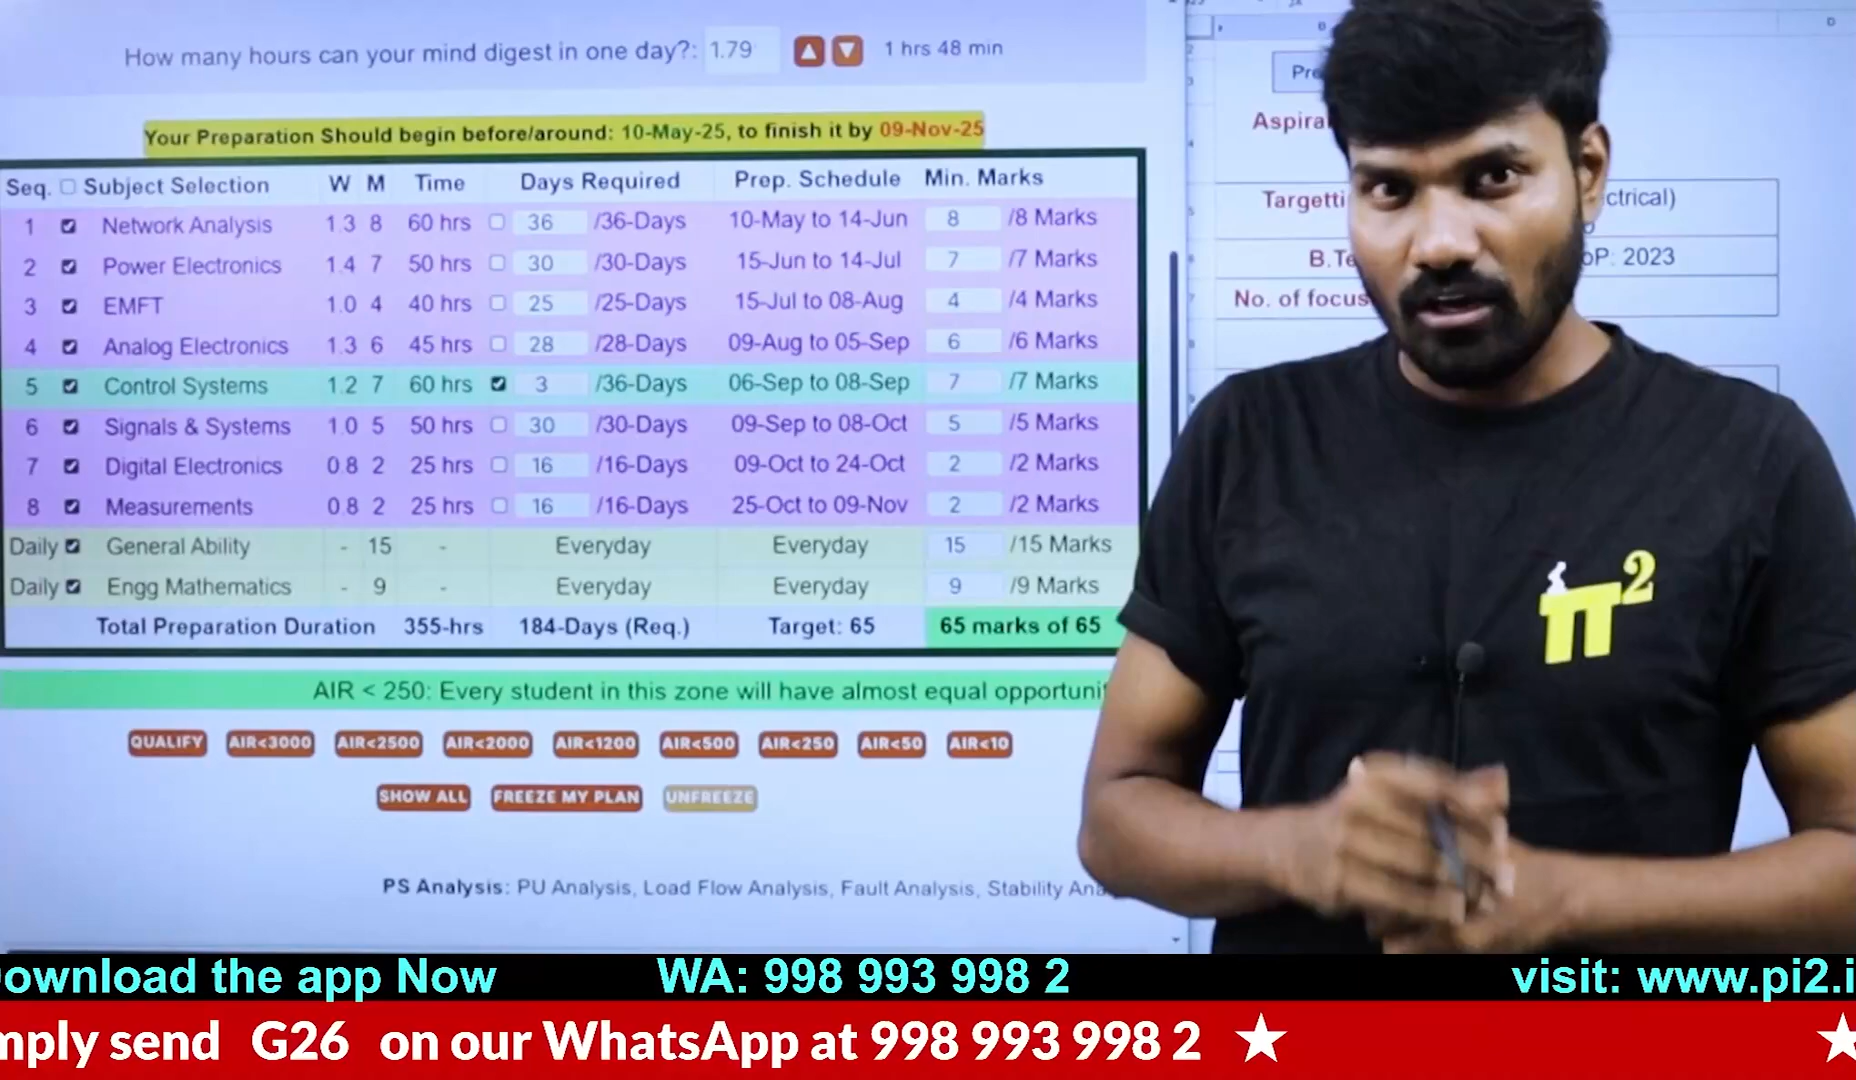 How many hours can your mind digest in one day?: 1.79 1 hrs 48 min
Your Preparation Should begin before/around: 10-May-25, to finish it by 09-Nov-25
Seq. Subject Selection W M Time Days Required Prep. Schedule Min. Marks
1 Network Analysis 1.3 8 60 hrs 36 /36-Days 10-May to 14-Jun 8 /8 Marks
2 Power Electronics 1.4 7 50 hrs 30 /30-Days 15-Jun to 14-Jul 7 /7 Marks
3 EMFT 1.0 4 40 hrs 25 /25-Days 15-Jul to 08-Aug 4 /4 Marks
4 Analog Electronics 1.3 6 45 hrs 28 /28-Days 09-Aug to 05-Sep 6 /6 Marks
5 Control Systems 1.2 7 60 hrs 3 /36-Days 06-Sep to 08-Sep 7 /7 Marks
6 Signals & Systems 1.0 5 50 hrs 30 /30-Days 09-Sep to 08-Oct 5 /5 Marks
7 Digital Electronics 0.8 2 25 hrs 16 /16-Days 09-Oct to 24-Oct 2 /2 Marks
8 Measurements 0.8 2 25 hrs 16 /16-Days 25-Oct to 09-Nov 2 /2 Marks
Daily General Ability - 15 - Everyday Everyday 15 /15 Marks
Daily Engg Mathematics - 9 - Everyday Everyday 9 /9 Marks
Total Preparation Duration 355-hrs 184-Days (Req.) Target: 65 65 marks of 65
AIR < 250: Every student in this zone will have almost equal opportuni
QUALIFY AIR<3000 AIR<2500 AIR<2000 AIR<1200 AIR<500 AIR<250 AIR<50 AIR<10
SHOW ALL FREEZE MY PLAN UNFREEZE
PS Analysis: PU Analysis, Load Flow Analysis, Fault Analysis, Stability Ana
B D
Pre
Aspira
Targetti ctrical)
B.Te oP: 2023
No. of focus
π2
ownload the app Now WA: 998 993 998 2 visit: www.pi2.i
mply send G26 on our WhatsApp at 998 993 998 2